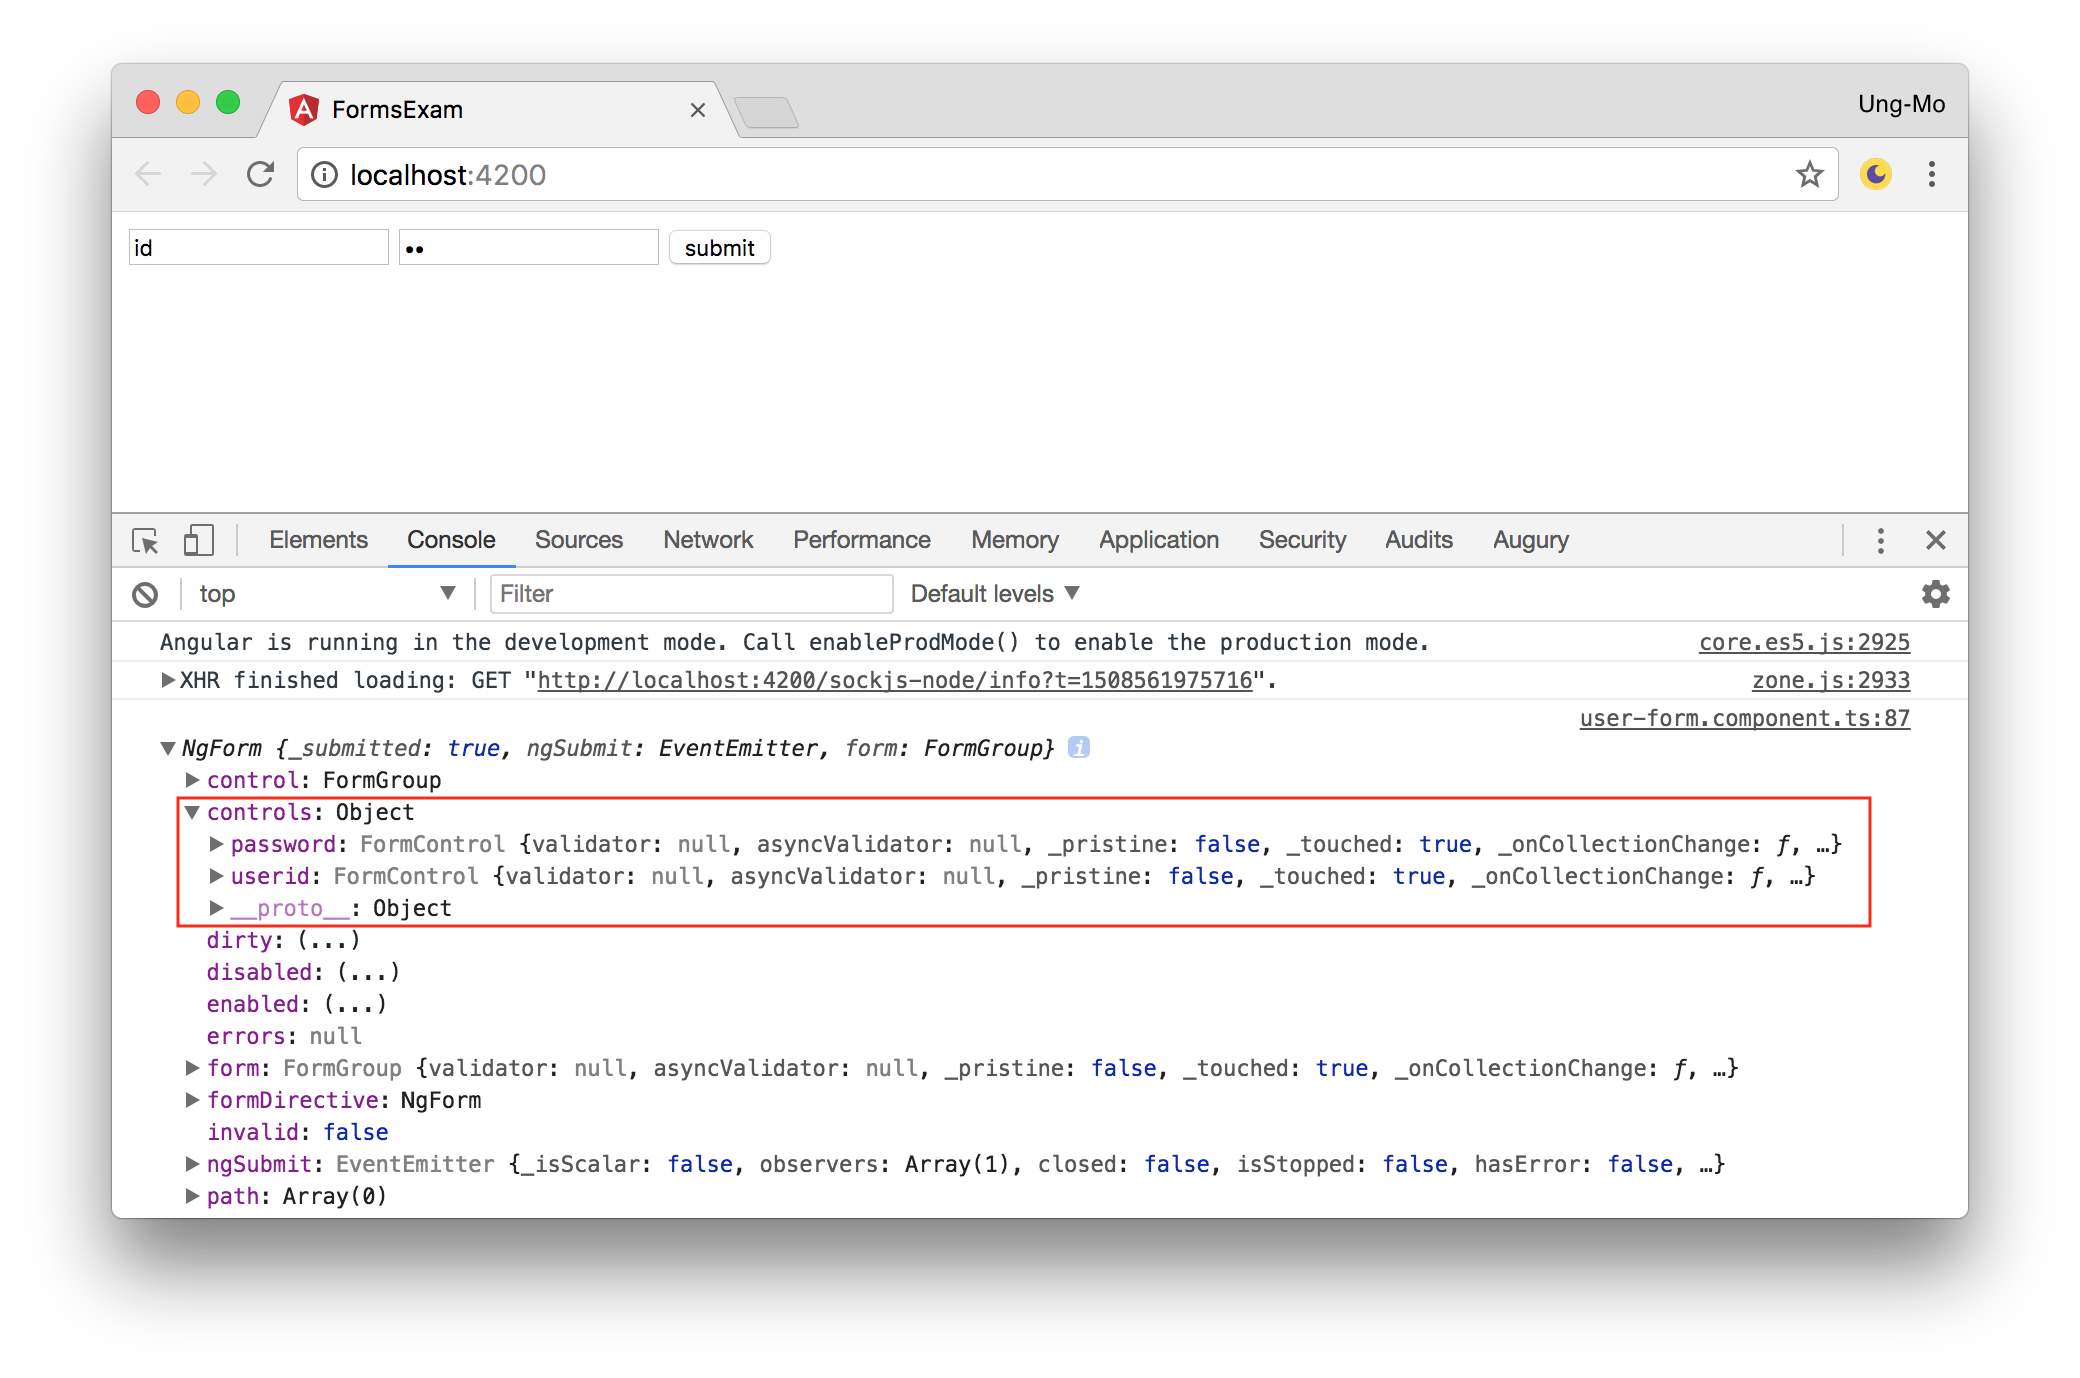 FormsExam
Ung-Mo
localhost:4200
id •• submit
Elements Console Sources Network Performance Memory Application Security Audits Augury
top Filter Default levels
Angular is running in the development mode. Call enableProdMode() to enable the production mode. core.es5.js:2925
XHR finished loading: GET "http://localhost:4200/sockjs-node/info?t=1508561975716". zone.js:2933
user-form.component.ts:87
NgForm {_submitted: true, ngSubmit: EventEmitter, form: FormGroup} i
control: FormGroup
controls: Object
password: FormControl {validator: null, asyncValidator: null, _pristine: false, _touched: true, _onCollectionChange: ƒ, …}
userid: FormControl {validator: null, asyncValidator: null, _pristine: false, _touched: true, _onCollectionChange: ƒ, …}
__proto__: Object
dirty: (...)
disabled: (...)
enabled: (...)
errors: null
form: FormGroup {validator: null, asyncValidator: null, _pristine: false, _touched: true, _onCollectionChange: ƒ, …}
formDirective: NgForm
invalid: false
ngSubmit: EventEmitter {_isScalar: false, observers: Array(1), closed: false, isStopped: false, hasError: false, …}
path: Array(0)